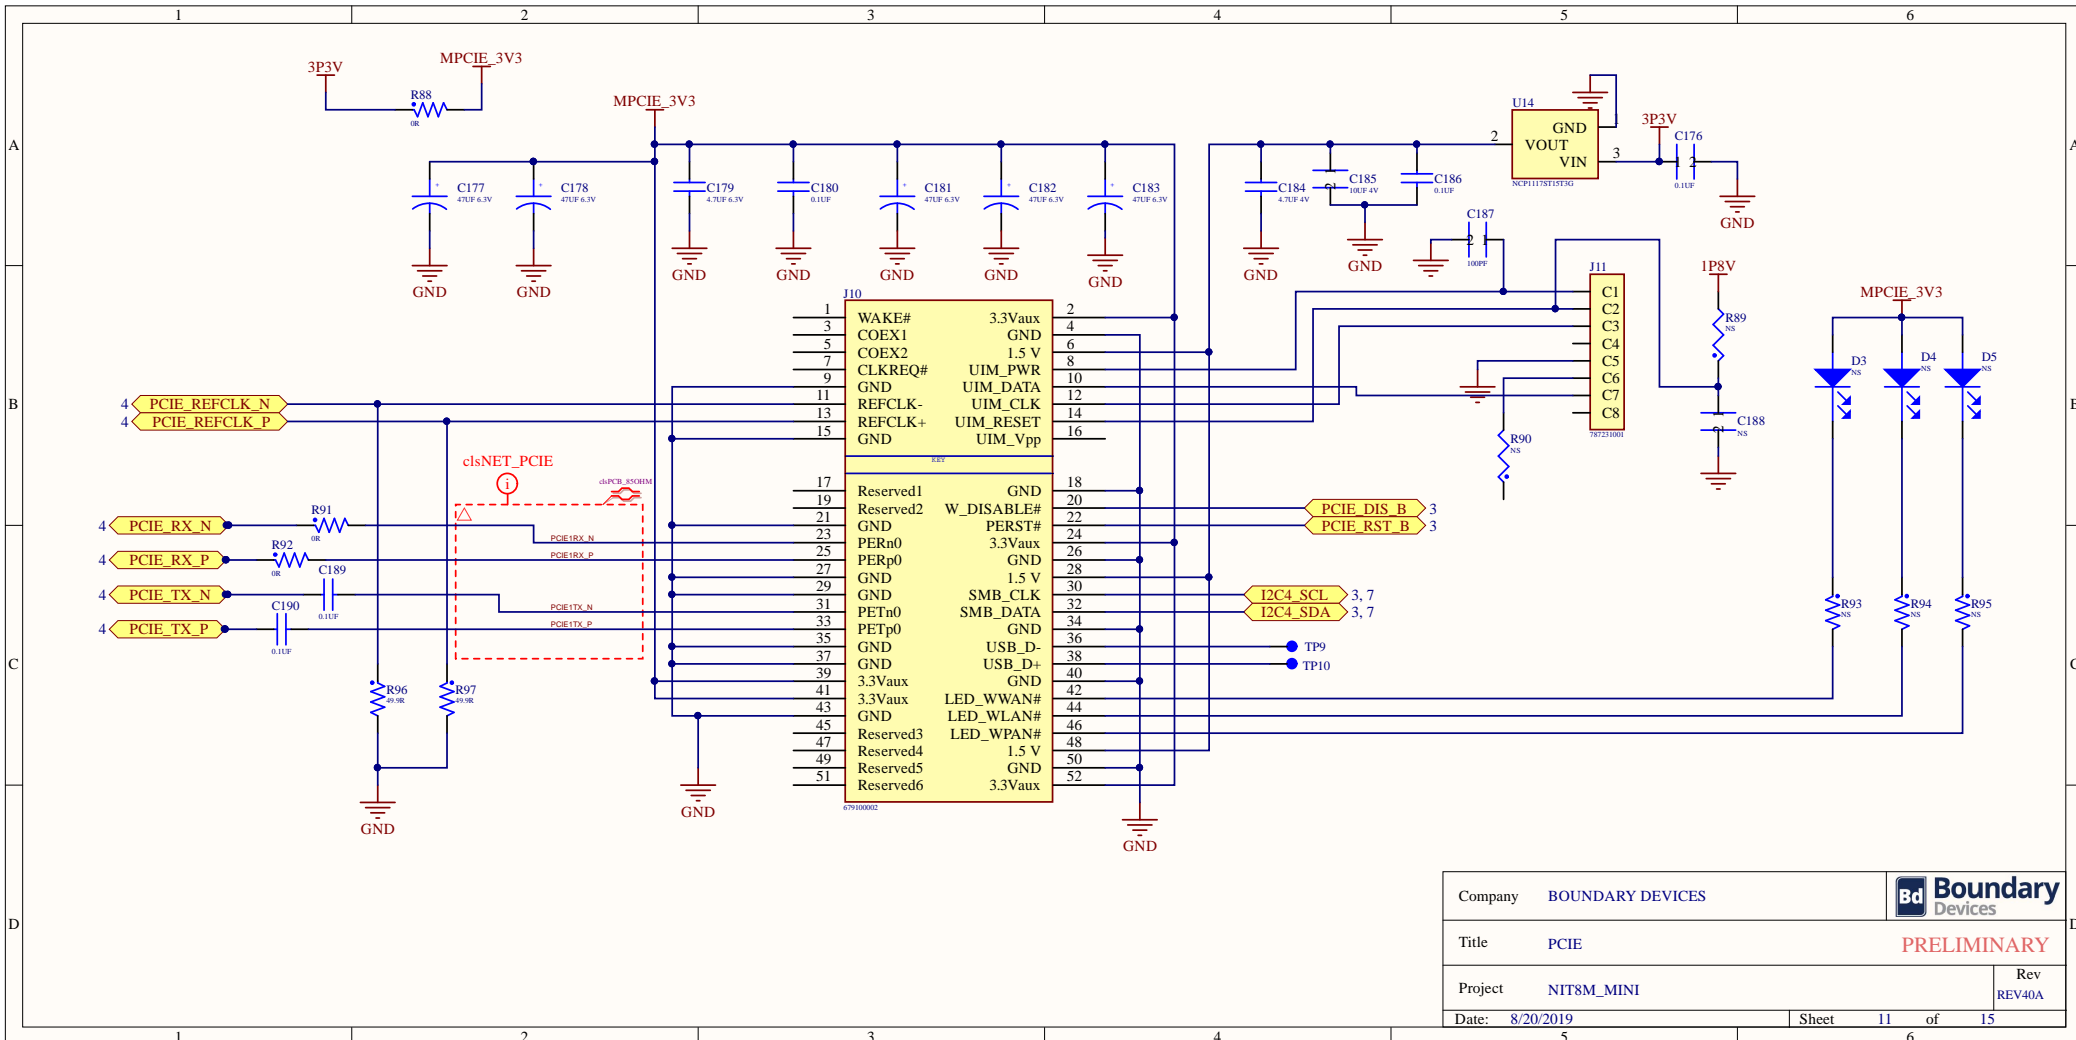 1 2 3 4 5 6
A A
B B
C C
D D
3P3V
MPCIE_3V3
R88
0R
MPCIE_3V3
C177
47UF 6.3V
GND
C178
47UF 6.3V
GND
C179
4.7UF 6.3V
GND
C180
0.1UF
GND
C181
47UF 6.3V
GND
C182
47UF 6.3V
GND
C183
47UF 6.3V
GND
C184
4.7UF 4V
GND
C185
10UF 4V
1
2
C186
0.1UF
GND
U14
GND 1
2 VOUT
VIN 3
NCP1117ST15T3G
3P3V
C176
1 2
0.1UF
GND
C187
2 1
100PF
J11
C1
C2
C3
C4
C5
C6
C7
C8
787231001
1P8V
R89
NS
C188
NS
1
2
R90
NS
MPCIE_3V3
D3
NS
D4
NS
D5
NS
R93
NS
R94
NS
R95
NS
J10
1 WAKE# 3.3Vaux 2
3 COEX1 GND 4
5 COEX2 1.5 V 6
7 CLKREQ# UIM_PWR 8
9 GND UIM_DATA 10
11 REFCLK- UIM_CLK 12
13 REFCLK+ UIM_RESET 14
15 GND UIM_Vpp 16
KEY
17 Reserved1 GND 18
19 Reserved2 W_DISABLE# 20
21 GND PERST# 22
23 PERn0 3.3Vaux 24
25 PERp0 GND 26
27 GND 1.5 V 28
29 GND SMB_CLK 30
31 PETn0 SMB_DATA 32
33 PETp0 GND 34
35 GND USB_D- 36
37 GND USB_D+ 38
39 3.3Vaux GND 40
41 3.3Vaux LED_WWAN# 42
43 GND LED_WLAN# 44
45 Reserved3 LED_WPAN# 46
47 Reserved4 1.5 V 48
49 Reserved5 GND 50
51 Reserved6 3.3Vaux 52
679100002
4 PCIE_REFCLK_N
4 PCIE_REFCLK_P
clsNET_PCIE
i
clsPCB_85OHM
4 PCIE_RX_N
R91
0R
PCIE1RX_N
4 PCIE_RX_P
R92
0R
PCIE1RX_P
4 PCIE_TX_N
C189
0.1UF
PCIE1TX_N
4 PCIE_TX_P
C190
0.1UF
PCIE1TX_P
R96
49.9R
R97
49.9R
GND
GND
GND
PCIE_DIS_B 3
PCIE_RST_B 3
I2C4_SCL 3, 7
I2C4_SDA 3, 7
TP9
TP10
Company BOUNDARY DEVICES
Bd Boundary
Devices
Title PCIE PRELIMINARY
Project NIT8M_MINI
Rev
REV40A
Date: 8/20/2019 Sheet 11 of 15
1 2 3 4 5 6